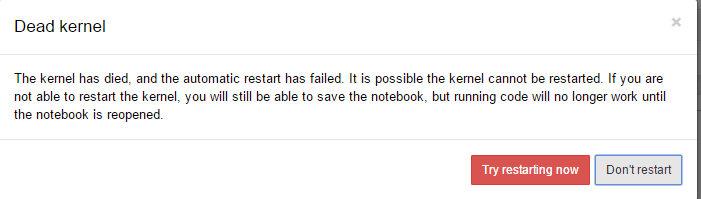 Dead kernel
×
The kernel has died, and the automatic restart has failed. It is possible the kernel cannot be restarted. If you are
not able to restart the kernel, you will still be able to save the notebook, but running code will no longer work until
the notebook is reopened.
Try restarting now
Don't restart